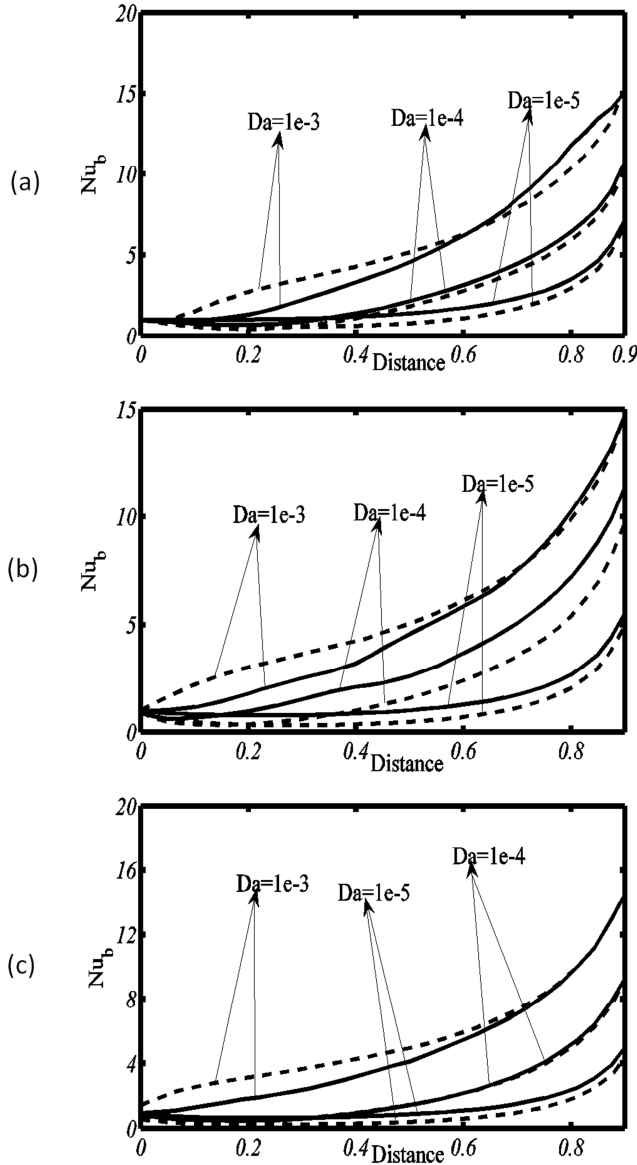 20
15
10
5
0
Nu_b
(a)
Da=1e-3
Da=1e-4
Da=1e-5
0 0.2 0.4 0.6 0.8 0.9
Distance
15
10
5
0
Nu_b
(b)
Da=1e-3
Da=1e-4
Da=1e-5
0 0.2 0.4 0.6 0.8
Distance
20
16
12
8
4
0
Nu_b
(c)
Da=1e-3
Da=1e-5
Da=1e-4
0 0.2 0.4 0.6 0.8
Distance